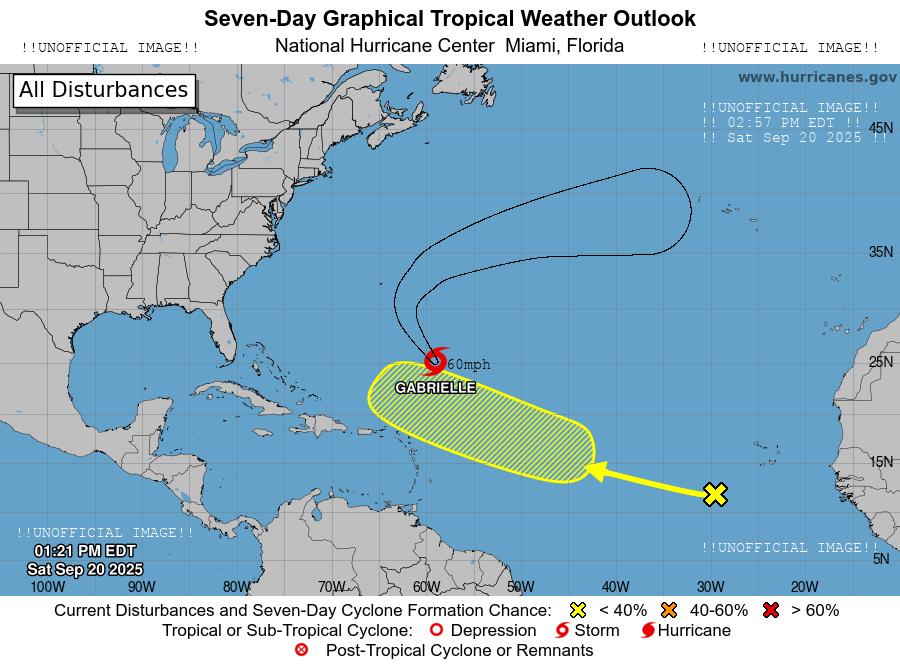 Seven-Day Graphical Tropical Weather Outlook
!!UNOFFICIAL IMAGE!!
National Hurricane Center  Miami, Florida
!!UNOFFICIAL IMAGE!!
All Disturbances
www.hurricanes.gov
!!UNOFFICIAL IMAGE!!
!! 02:57 PM EDT !!
!! Sat Sep 20 2025 !!
45N
35N
25N
60mph
GABRIELLE
15N
!!UNOFFICIAL IMAGE!!
01:21 PM EDT
Sat Sep 20 2025
!!UNOFFICIAL IMAGE!!
5N
100W 90W 80W 70W 60W 50W 40W 30W 20W
Current Disturbances and Seven-Day Cyclone Formation Chance: < 40% 40-60% > 60%
Tropical or Sub-Tropical Cyclone: Depression Storm Hurricane
Post-Tropical Cyclone or Remnants